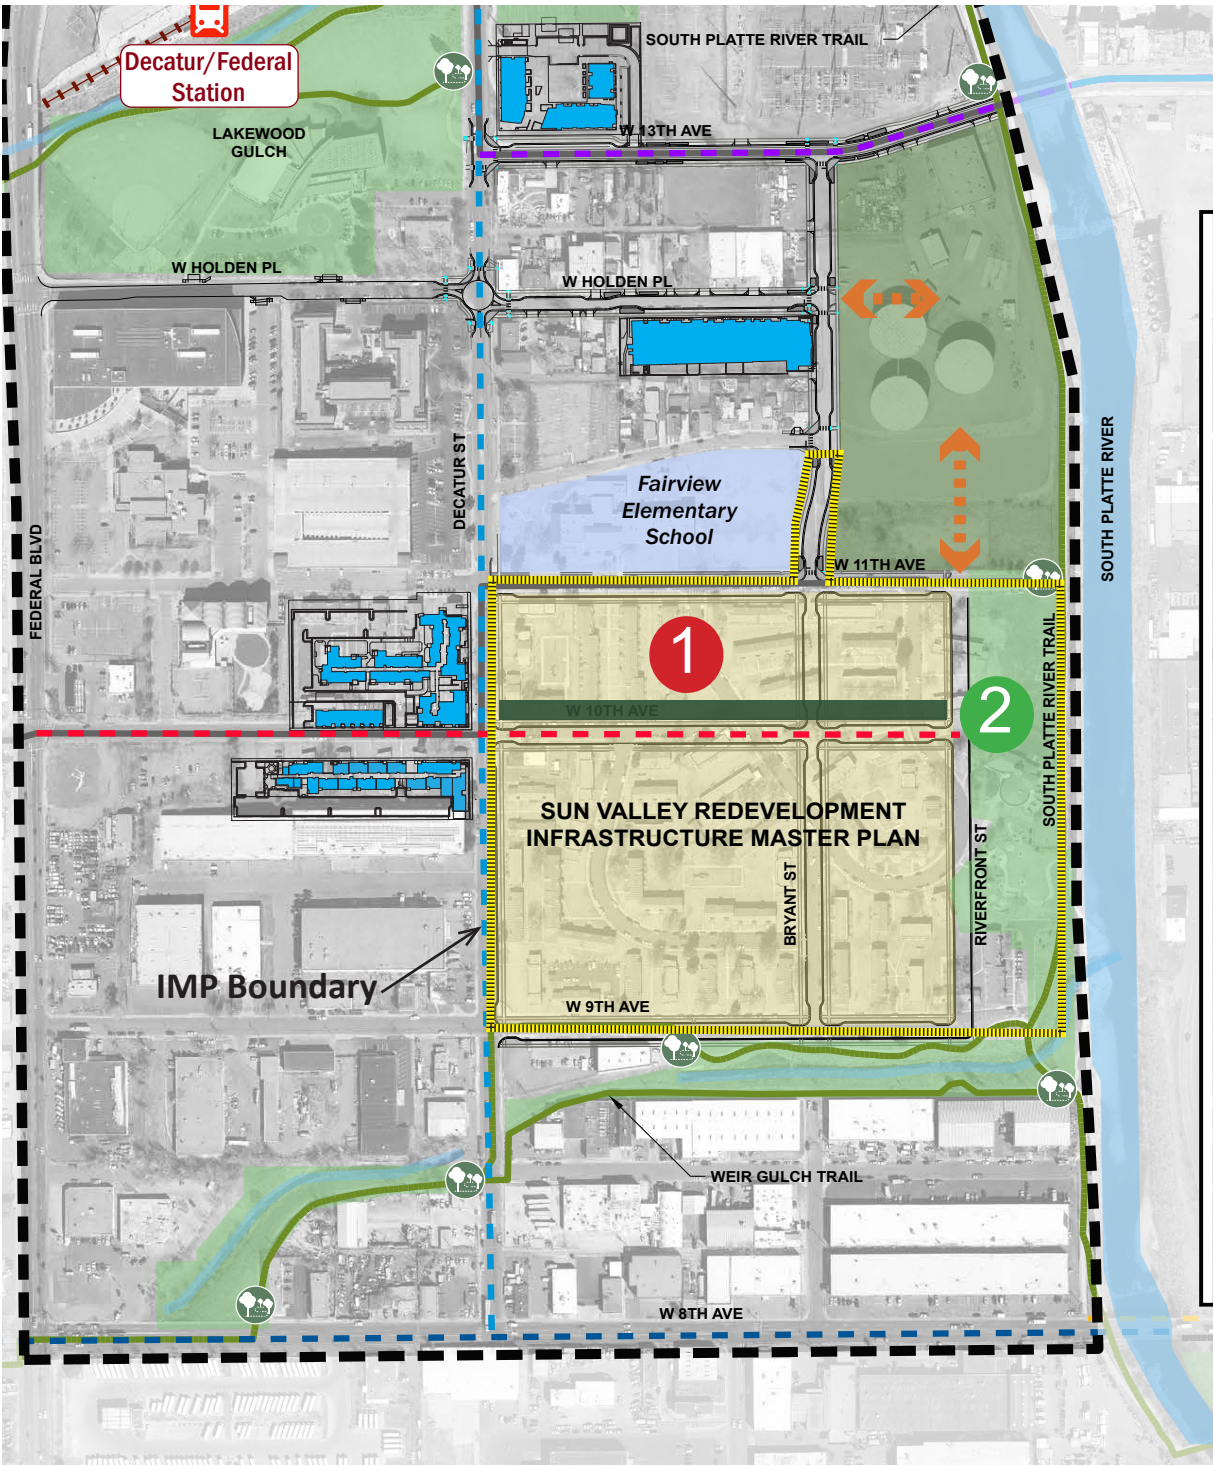 SOUTH PLATTE RIVER TRAIL
Decatur/Federal
Station
W 13TH AVE
LAKEWOOD
GULCH
W HOLDEN PL
W HOLDEN PL
SOUTH PLATTE RIVER
DECATUR ST
Fairview
Elementary
School
FEDERAL BLVD
W 11TH AVE
1
SOUTH PLATTE RIVER TRAIL
2
W 10TH AVE
SUN VALLEY REDEVELOPMENT
INFRASTRUCTURE MASTER PLAN
BRYANT ST
RIVERFRONT ST
IMP Boundary
W 9TH AVE
WEIR GULCH TRAIL
W 8TH AVE